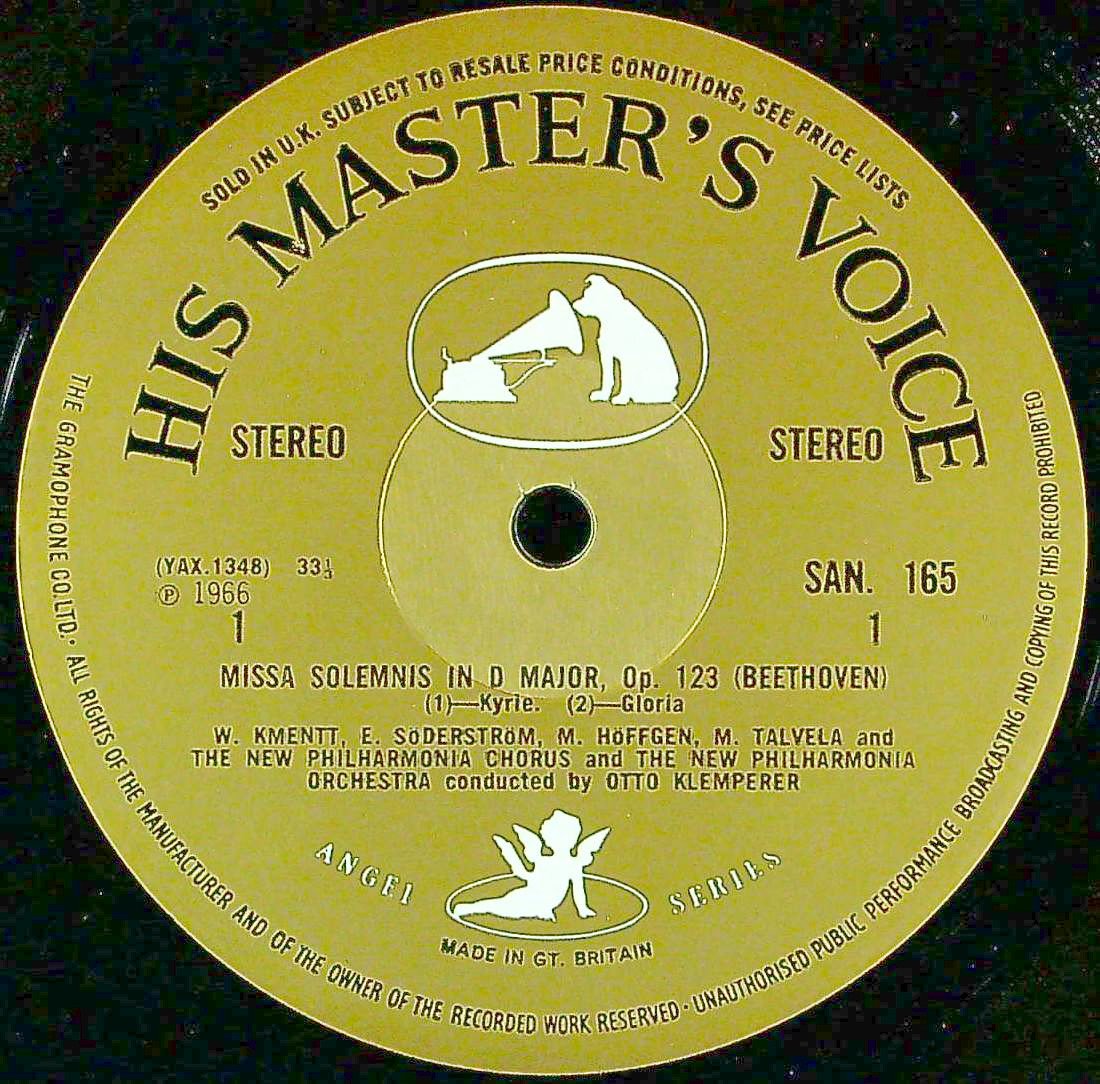 SOLD IN U.K. SUBJECT TO RESALE PRICE CONDITIONS, SEE PRICE LISTS
HIS MASTER'S VOICE
STEREO STEREO
(YAX.1348) 33⅓
℗ 1966
SAN. 165
1 1
MISSA SOLEMNIS IN D MAJOR, Op. 123 (BEETHOVEN)
(1)—Kyrie. (2)—Gloria
W. KMENTT, E. SÖDERSTRÖM, M. HÖFFGEN, M. TALVELA and
THE NEW PHILHARMONIA CHORUS and THE NEW PHILHARMONIA
ORCHESTRA conducted by OTTO KLEMPERER
ANGEL SERIES
MADE IN GT. BRITAIN
THE GRAMOPHONE CO.LTD. · ALL RIGHTS OF THE MANUFACTURER AND OF THE OWNER OF THE RECORDED WORK RESERVED · UNAUTHORISED PUBLIC PERFORMANCE BROADCASTING AND COPYING OF THIS RECORD PROHIBITED